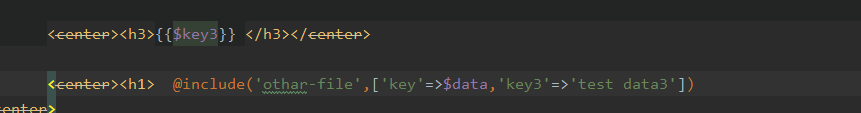 <center><h3>{{$key3}} </h3></center>
<center><h1>  @include('othar-file',['key'=>$data,'key3'=>'test data3'])
center>